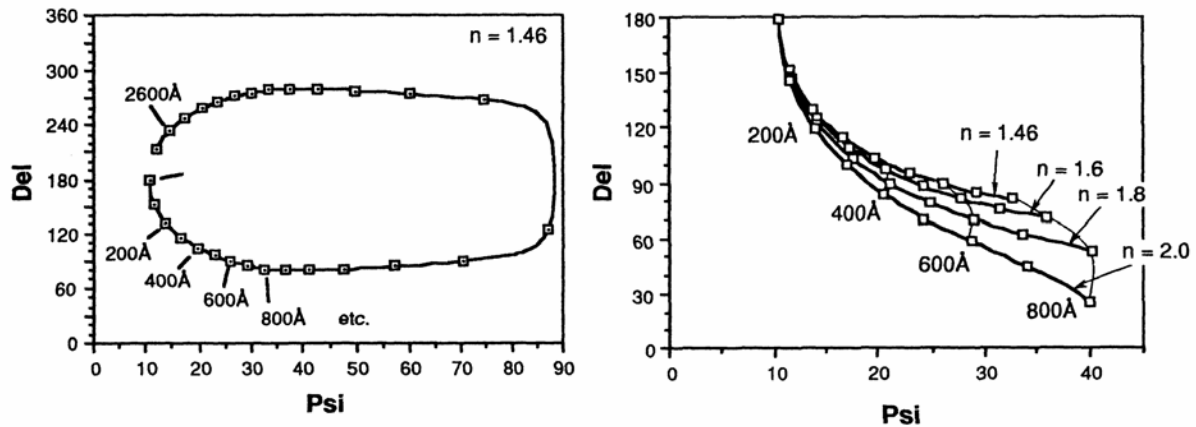 360
300
240
180
120
60
0
Del
n = 1.46
2600Å
200Å
400Å
600Å
800Å
etc.
0 10 20 30 40 50 60 70 80 90
Psi
180
150
120
90
60
30
0
Del
200Å
400Å
600Å
800Å
n = 1.46
n = 1.6
n = 1.8
n = 2.0
0 10 20 30 40
Psi